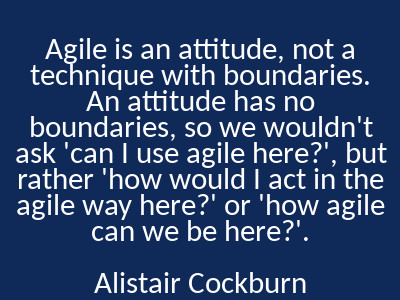 Agile is an attitude, not a
technique with boundaries.
An attitude has no
boundaries, so we wouldn't
ask 'can I use agile here?', but
rather 'how would I act in the
agile way here?' or 'how agile
can we be here?'.
Alistair Cockburn